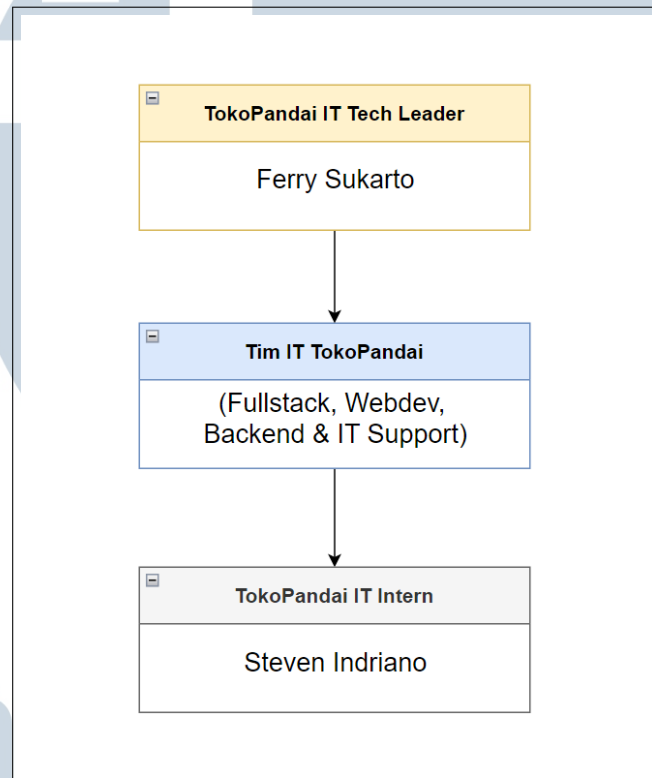 TokoPandai IT Tech Leader
Ferry Sukarto
Tim IT TokoPandai
(Fullstack, Webdev,
Backend & IT Support)
TokoPandai IT Intern
Steven Indriano